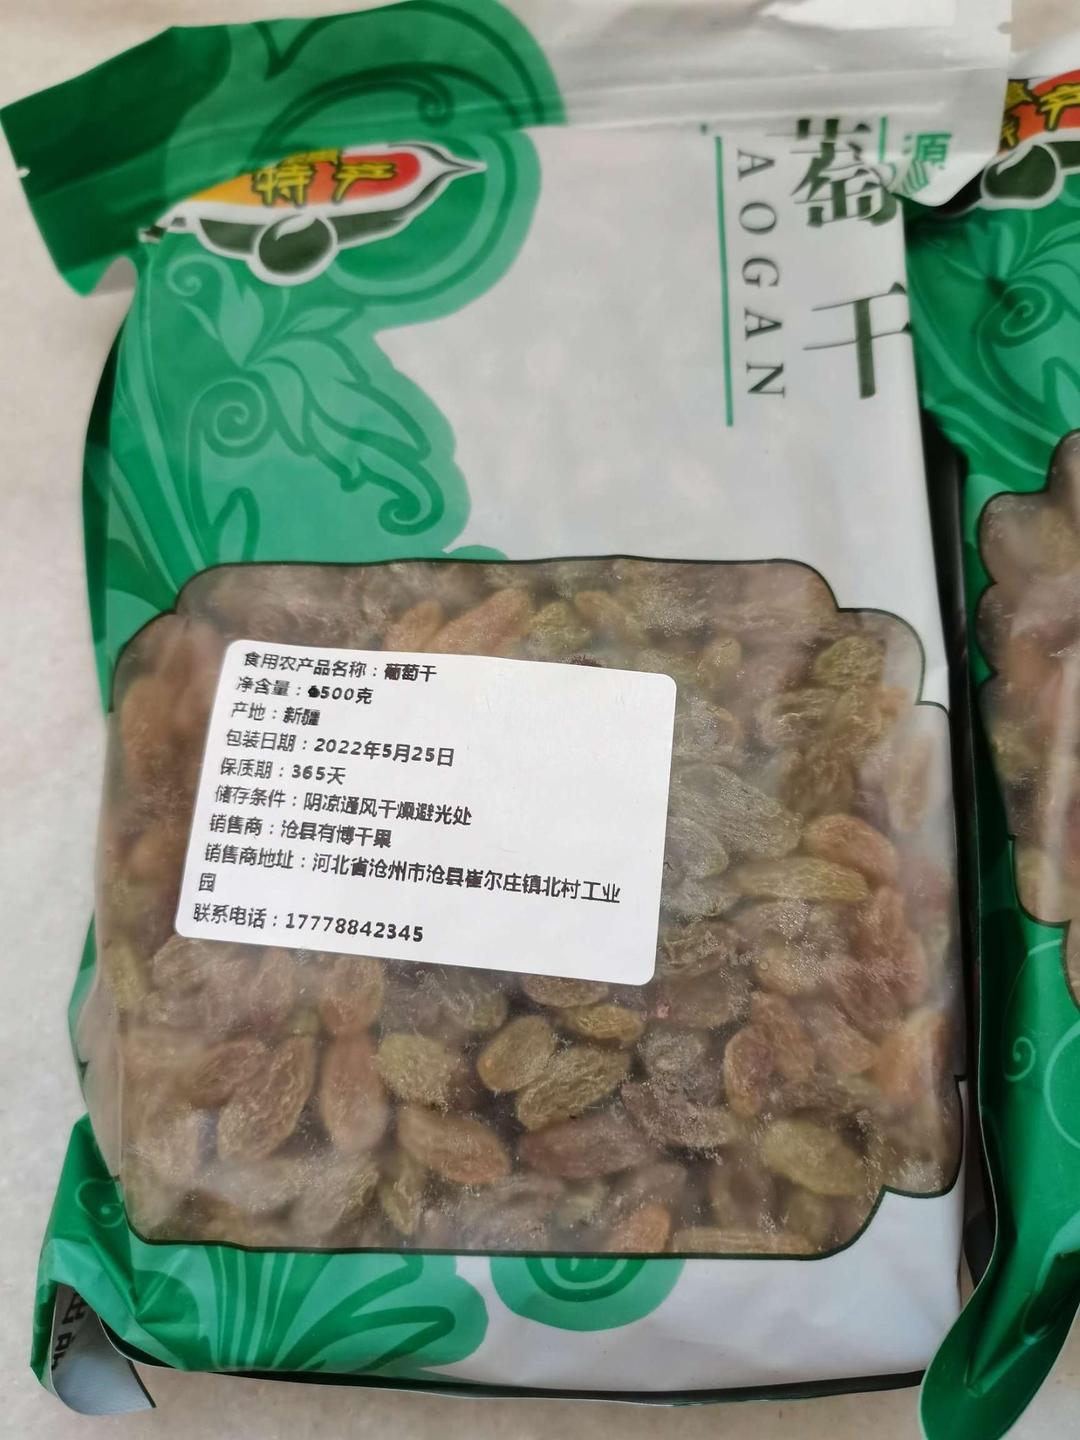 特产
源
萄干
AOGAN
食用农产品名称：葡萄干
净含量：500克
产地：新疆
包装日期：2022年5月25日
保质期：365天
储存条件：阴凉通风干燥避光处
销售商：沧县有博干果
销售商地址：河北省沧州市沧县崔尔庄镇北村工业
园
联系电话：17778842345